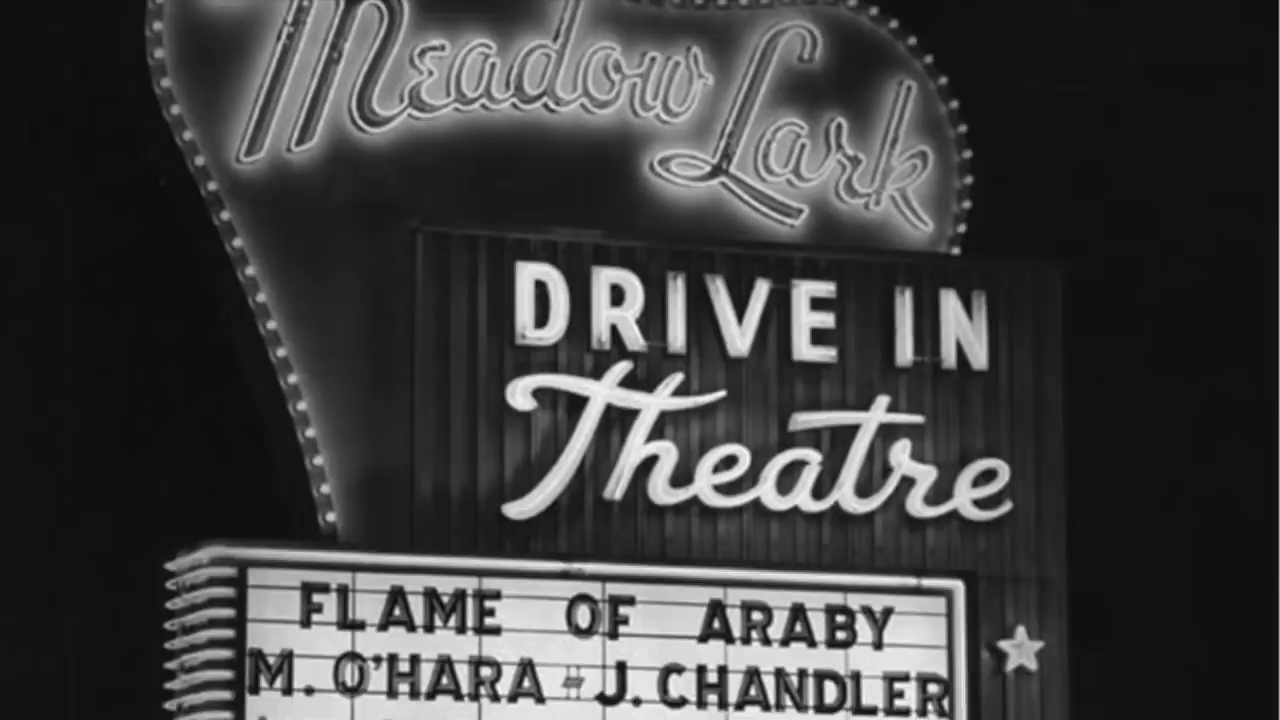 Meadow Lark
DRIVE IN
Theatre
FLAME OF ARABY
M. O'HARA - J. CHANDLER